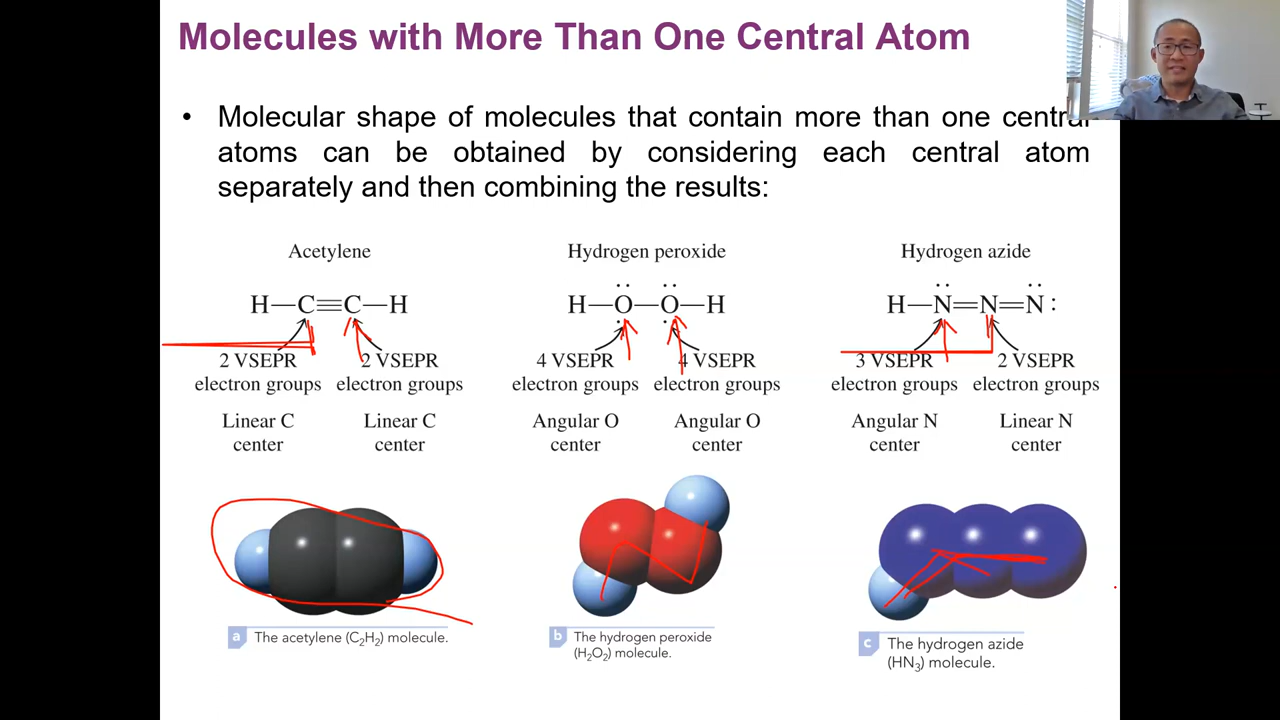 Molecules with More Than One Central Atom
• Molecular shape of molecules that contain more than one central
atoms can be obtained by considering each central atom
separately and then combining the results:
Acetylene
H—C≡C—H
2 VSEPR
electron groups
2 VSEPR
electron groups
Linear C
center
Linear C
center
a The acetylene (C₂H₂) molecule.
Hydrogen peroxide
H—O—O—H
4 VSEPR
electron groups
4 VSEPR
electron groups
Angular O
center
Angular O
center
b The hydrogen peroxide
(H₂O₂) molecule.
Hydrogen azide
H—N=N=N:
3 VSEPR
electron groups
2 VSEPR
electron groups
Angular N
center
Linear N
center
c The hydrogen azide
(HN₃) molecule.